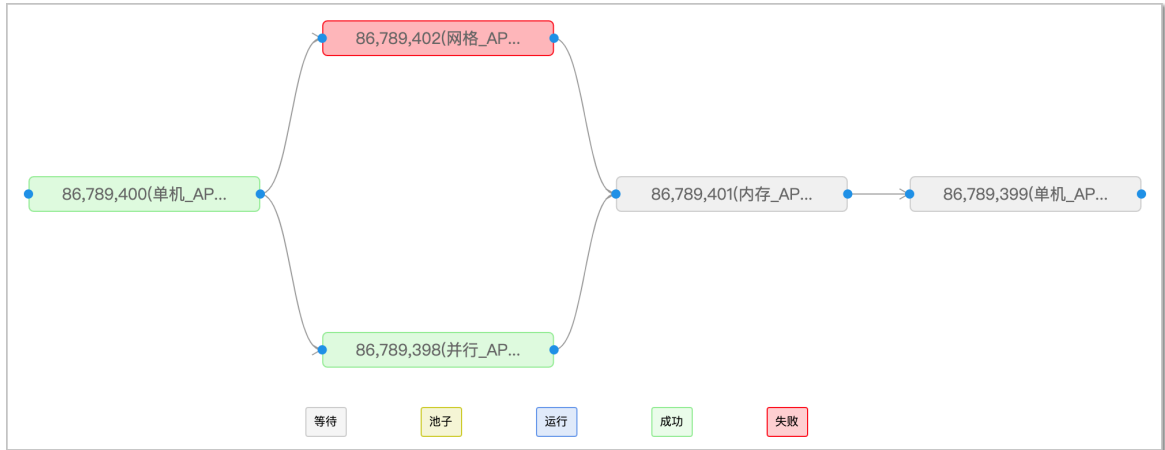 86,789,402(网格_AP...
86,789,400(单机_AP...
86,789,401(内存_AP...
86,789,399(单机_AP...
86,789,398(并行_AP...
等待
池子
运行
成功
失败